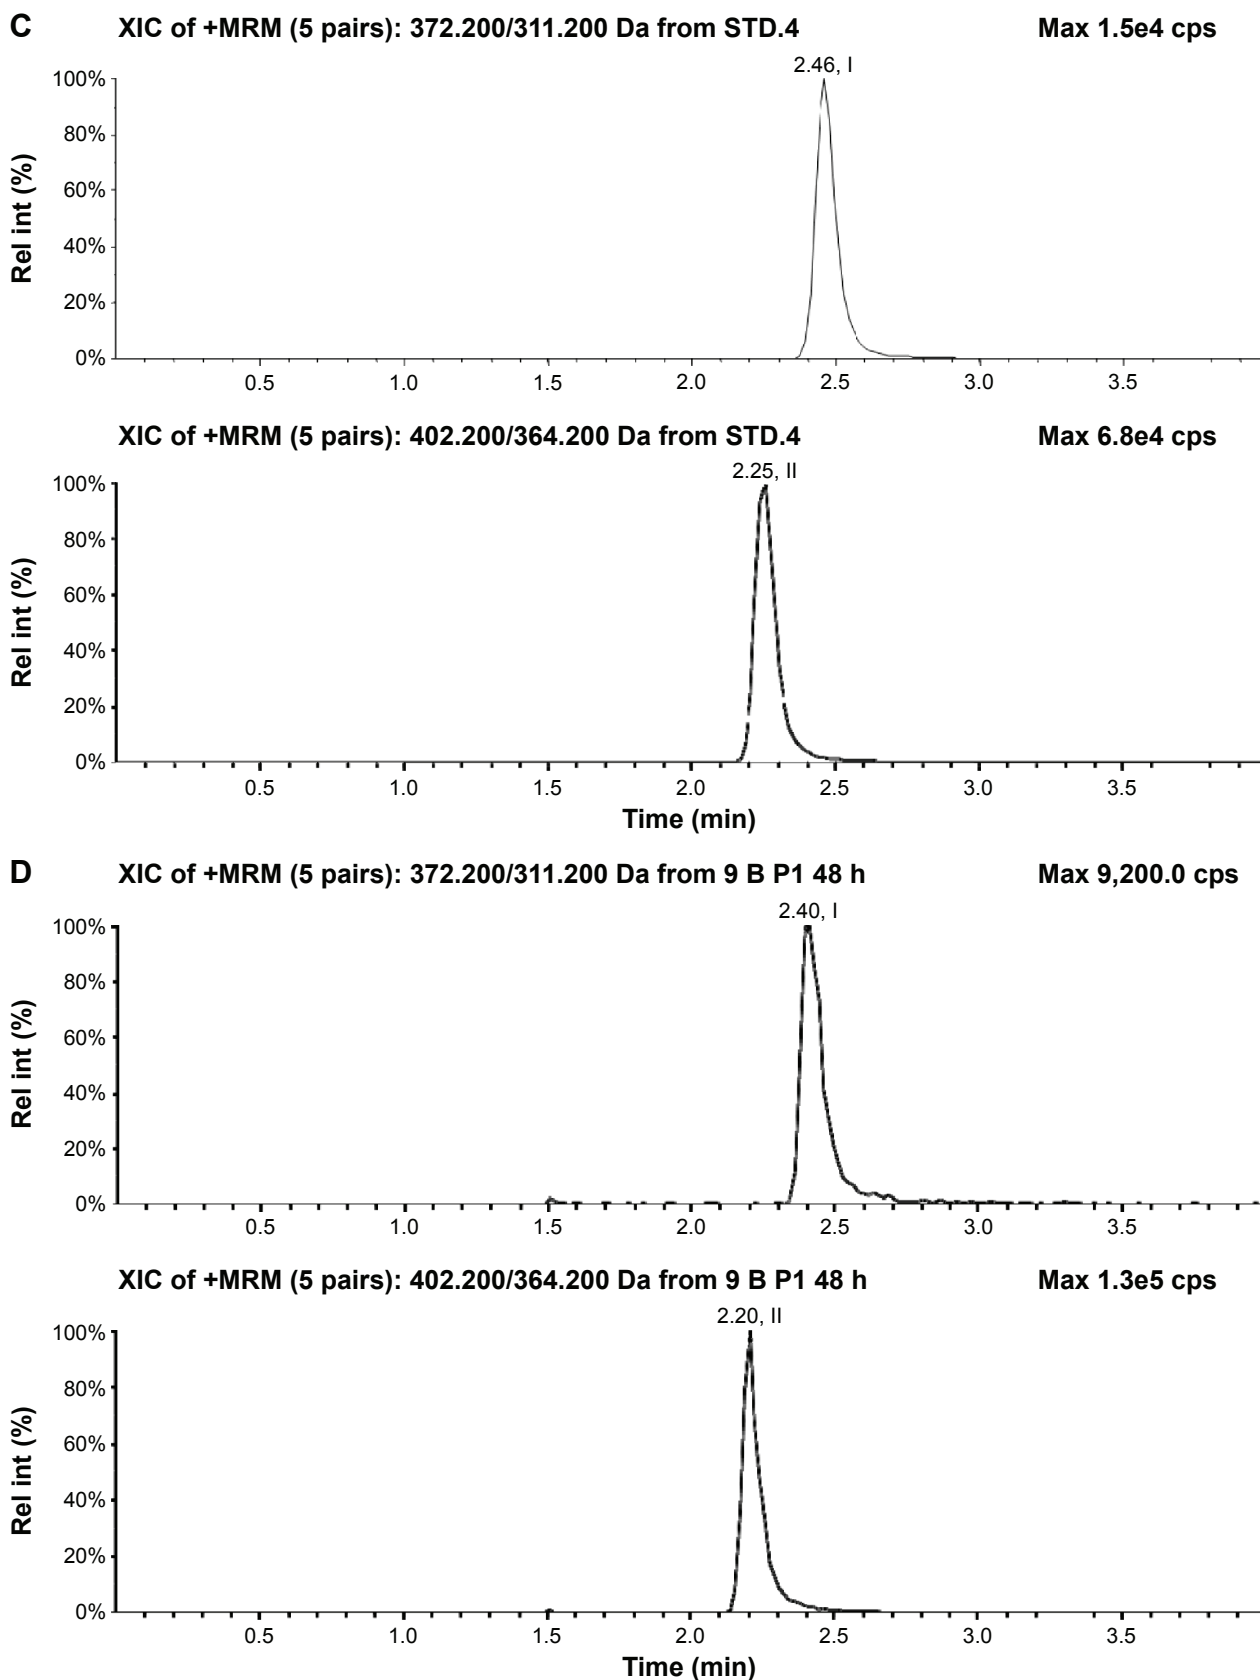 C XIC of +MRM (5 pairs): 372.200/311.200 Da from STD.4 Max 1.5e4 cps
2.46, I
100%
80%
60%
40%
20%
0%
Rel int (%)
0.5 1.0 1.5 2.0 2.5 3.0 3.5
XIC of +MRM (5 pairs): 402.200/364.200 Da from STD.4 Max 6.8e4 cps
2.25, II
100%
80%
60%
40%
20%
0%
Rel int (%)
0.5 1.0 1.5 2.0 2.5 3.0 3.5
Time (min)
D XIC of +MRM (5 pairs): 372.200/311.200 Da from 9 B P1 48 h Max 9,200.0 cps
2.40, I
100%
80%
60%
40%
20%
0%
Rel int (%)
0.5 1.0 1.5 2.0 2.5 3.0 3.5
XIC of +MRM (5 pairs): 402.200/364.200 Da from 9 B P1 48 h Max 1.3e5 cps
2.20, II
100%
80%
60%
40%
20%
0%
Rel int (%)
0.5 1.0 1.5 2.0 2.5 3.0 3.5
Time (min)